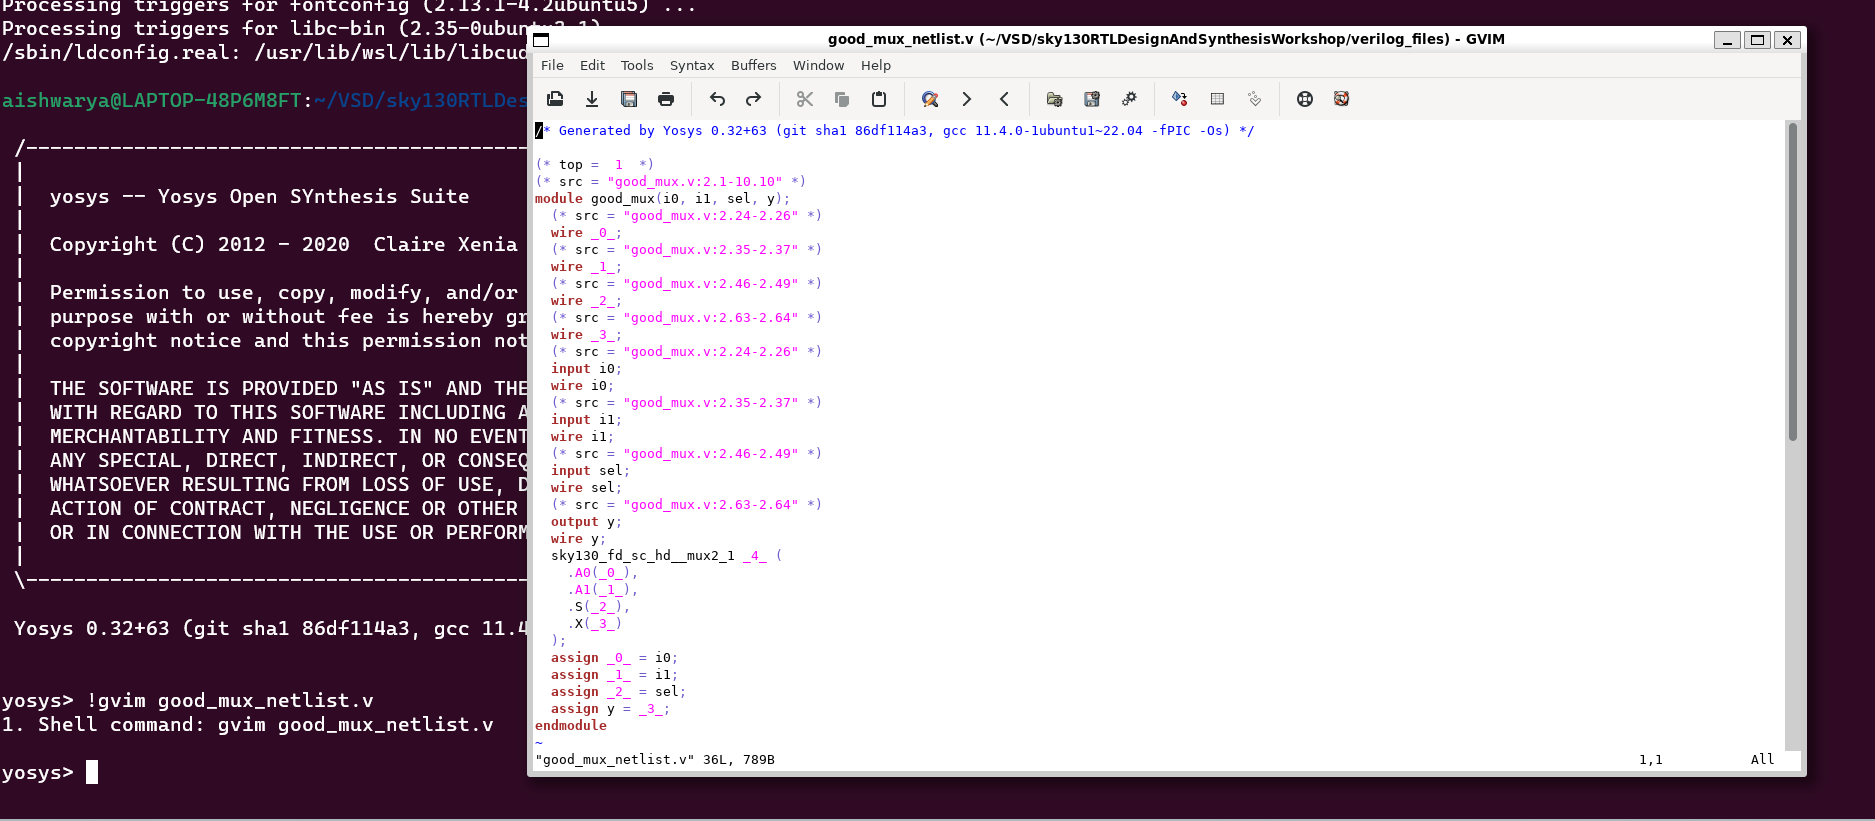 Processing triggers for fontconfig (2.13.1-4.2ubuntu5) ...
Processing triggers for libc-bin (2.35-0ubuntu3.1) ...
/sbin/ldconfig.real: /usr/lib/wsl/lib/libcud
aishwarya@LAPTOP-48P6M8FT:~/VSD/sky130RTLDes
/----------------------------------------------------
|
|  yosys -- Yosys Open SYnthesis Suite
|
|  Copyright (C) 2012 - 2020  Claire Xenia
|
|  Permission to use, copy, modify, and/or
|  purpose with or without fee is hereby gr
|  copyright notice and this permission not
|
|  THE SOFTWARE IS PROVIDED "AS IS" AND THE
|  WITH REGARD TO THIS SOFTWARE INCLUDING A
|  MERCHANTABILITY AND FITNESS. IN NO EVENT
|  ANY SPECIAL, DIRECT, INDIRECT, OR CONSEQ
|  WHATSOEVER RESULTING FROM LOSS OF USE, D
|  ACTION OF CONTRACT, NEGLIGENCE OR OTHER
|  OR IN CONNECTION WITH THE USE OR PERFORM
|
\----------------------------------------------------
Yosys 0.32+63 (git sha1 86df114a3, gcc 11.4
yosys> !gvim good_mux_netlist.v
1. Shell command: gvim good_mux_netlist.v
yosys>
good_mux_netlist.v (~/VSD/sky130RTLDesignAndSynthesisWorkshop/verilog_files) - GVIM
File Edit Tools Syntax Buffers Window Help
/* Generated by Yosys 0.32+63 (git sha1 86df114a3, gcc 11.4.0-1ubuntu1~22.04 -fPIC -Os) */
(* top =  1  *)
(* src = "good_mux.v:2.1-10.10" *)
module good_mux(i0, i1, sel, y);
  (* src = "good_mux.v:2.24-2.26" *)
  wire _0_;
  (* src = "good_mux.v:2.35-2.37" *)
  wire _1_;
  (* src = "good_mux.v:2.46-2.49" *)
  wire _2_;
  (* src = "good_mux.v:2.63-2.64" *)
  wire _3_;
  (* src = "good_mux.v:2.24-2.26" *)
  input i0;
  wire i0;
  (* src = "good_mux.v:2.35-2.37" *)
  input i1;
  wire i1;
  (* src = "good_mux.v:2.46-2.49" *)
  input sel;
  wire sel;
  (* src = "good_mux.v:2.63-2.64" *)
  output y;
  wire y;
  sky130_fd_sc_hd__mux2_1 _4_ (
    .A0(_0_),
    .A1(_1_),
    .S(_2_),
    .X(_3_)
  );
  assign _0_ = i0;
  assign _1_ = i1;
  assign _2_ = sel;
  assign y = _3_;
endmodule
~
"good_mux_netlist.v" 36L, 789B
1,1
All